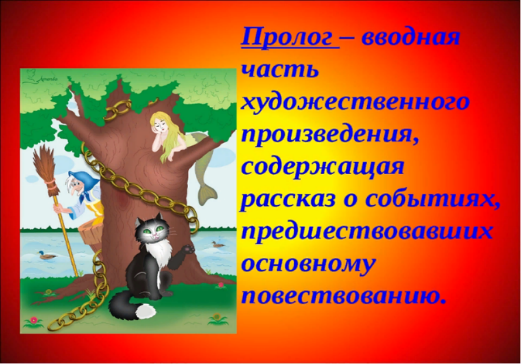 Пролог – вводная
часть
художественного
произведения,
содержащая
рассказ о событиях,
предшествовавших
основному
повествованию.